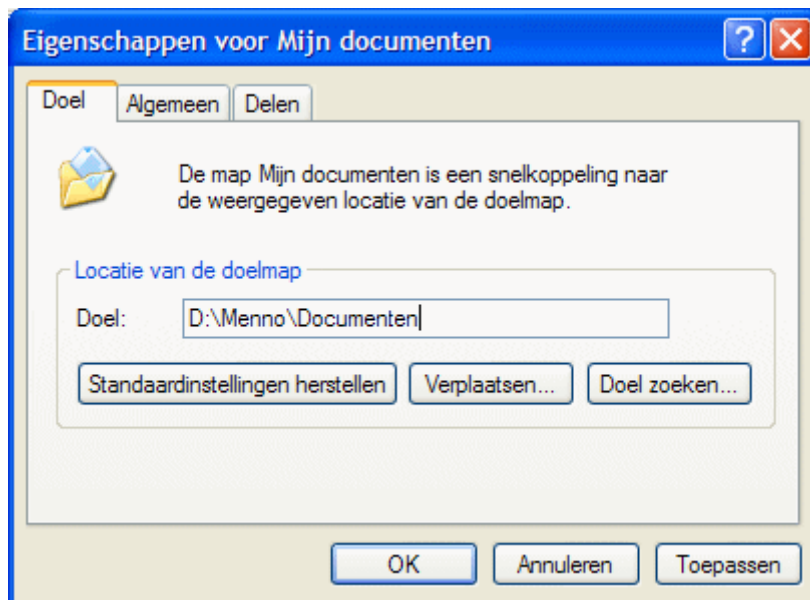 Eigenschappen voor Mijn documenten
Doel Algemeen Delen
De map Mijn documenten is een snelkoppeling naar
de weergegeven locatie van de doelmap.
Locatie van de doelmap
Doel: D:\Menno\Documenten
Standaardinstellingen herstellen Verplaatsen... Doel zoeken...
OK Annuleren Toepassen